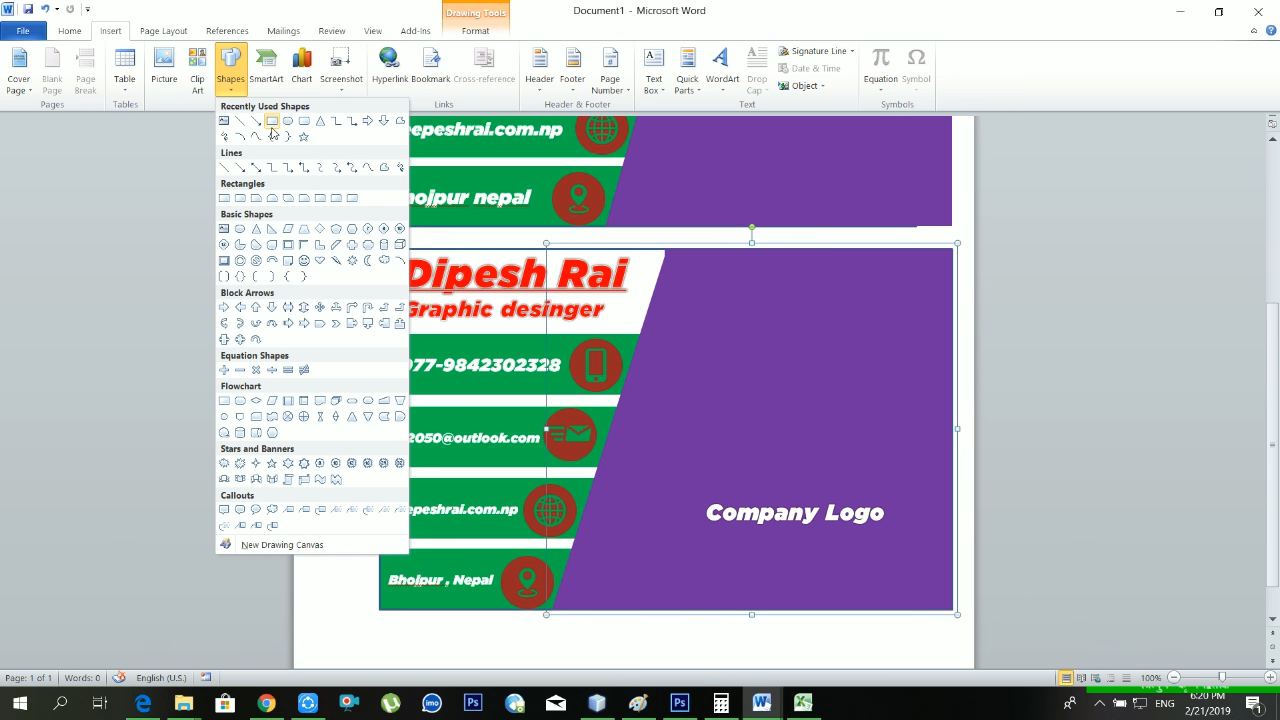 Drawing Tools
Document1 - Microsoft Word
File Home Insert Page Layout References Mailings Review View Add-Ins Format
Cover Page
Blank Page
Page Break
Table
Picture
Clip Art
Shapes
SmartArt
Chart
Screenshot
Hyperlink
Bookmark
Cross-reference
Header
Footer
Page Number
Text Box
Quick Parts
WordArt
Drop Cap
Signature Line
Date & Time
Object
Equation
Symbol
Pages Tables Links Header & Footer Text Symbols
Recently Used Shapes
Lines
Rectangles
Basic Shapes
Block Arrows
Equation Shapes
Flowchart
Stars and Banners
Callouts
New Drawing Canvas
epeshrai.com.np
nojpur nepal
Dipesh Rai
Graphic desinger
077-9842302328
2050@outlook.com
epeshrai.com.np
Bhojpur , Nepal
Company Logo
Page: 1 of 1 Words: 0 English (U.S.) 100%
ENG
6:20 PM
2/21/2019